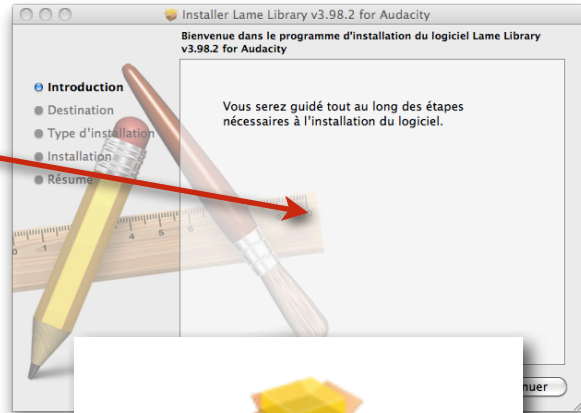 Installer Lame Library v3.98.2 for Audacity
Bienvenue dans le programme d'installation du logiciel Lame Library
v3.98.2 for Audacity
Introduction
Destination
Type d'installation
Installation
Résumé
Vous serez guidé tout au long des étapes
nécessaires à l'installation du logiciel.